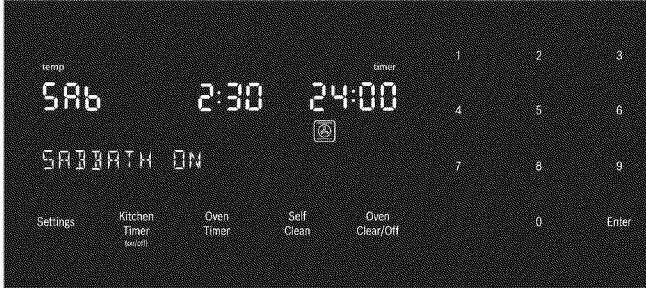 temp timer
SAb 2:30 24:00
SABBATH ON
Settings
Kitchen Timer
(on/off)
Oven Timer
Self Clean
Oven Clear/Off
1 2 3
4 5 6
7 8 9
0 Enter